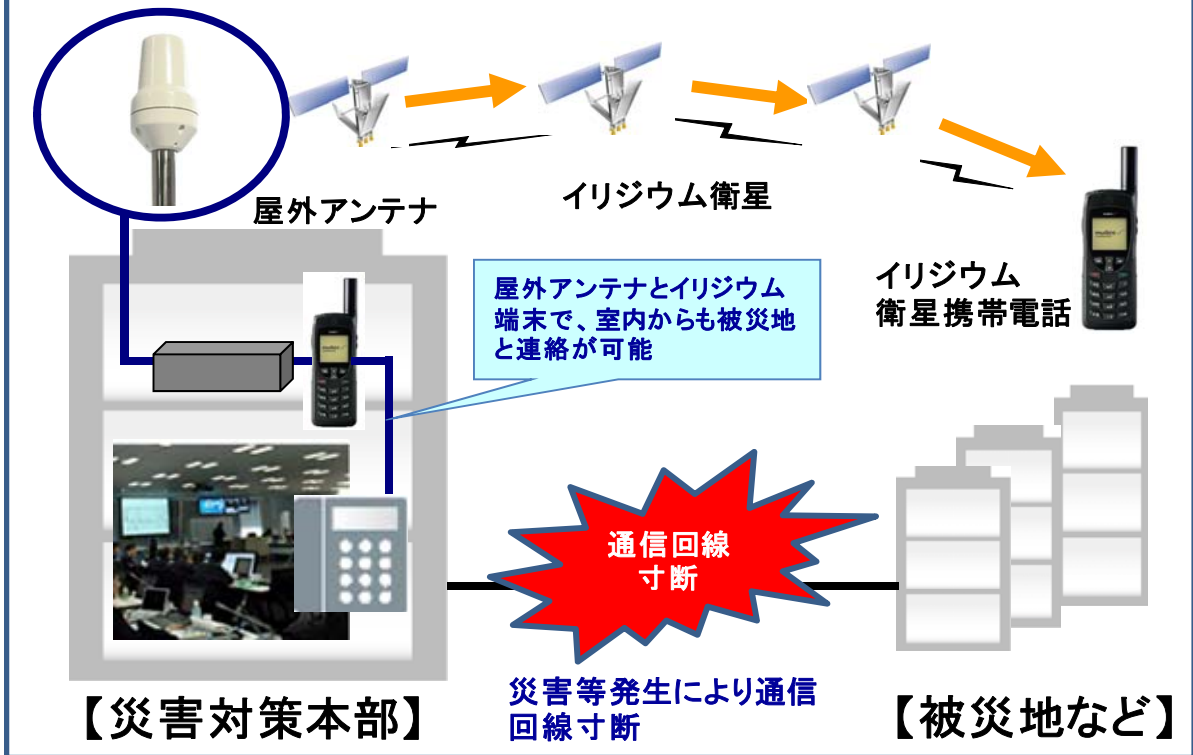 屋外アンテナ
イリジウム衛星
イリジウム
衛星携帯電話
屋外アンテナとイリジウム
端末で、室内からも被災地
と連絡が可能
通信回線
寸断
災害等発生により通信
回線寸断
【災害対策本部】
【被災地など】